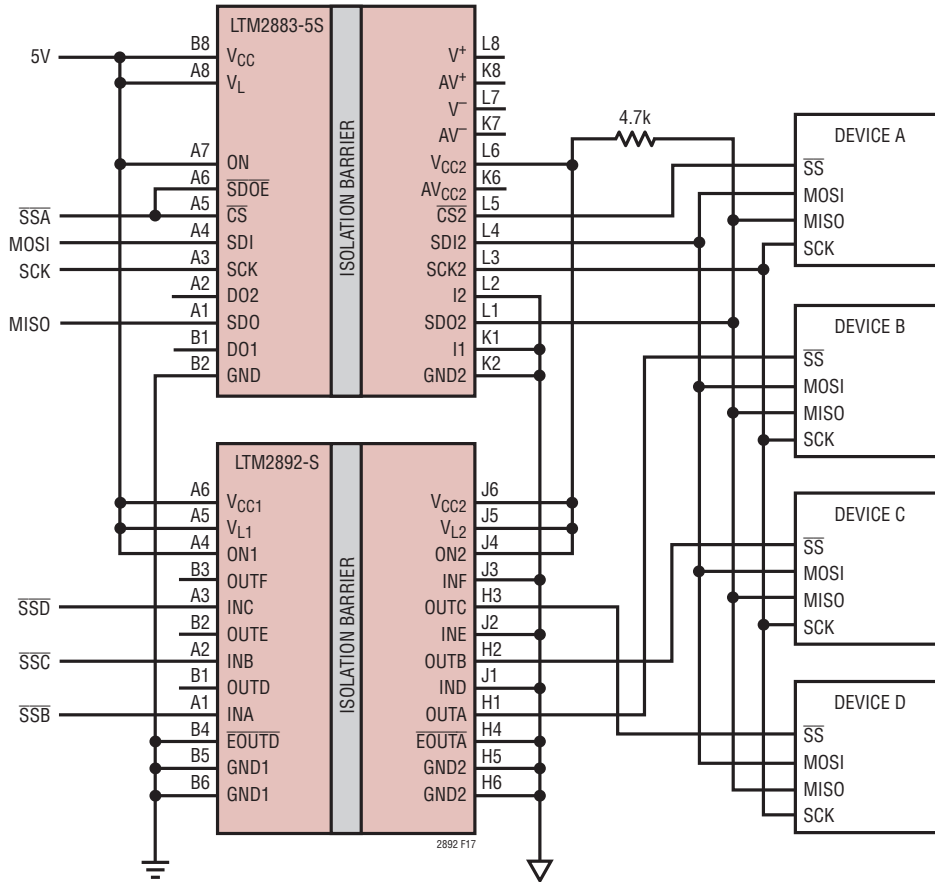 LTM2883-5S
5V
B8
VCC
A8
VL
A7
ON
A6
SDOE
SSA
A5
CS
MOSI
A4
SDI
SCK
A3
SCK
A2
DO2
MISO
A1
SDO
B1
DO1
B2
GND
ISOLATION BARRIER
V+
L8
AV+
K8
V−
L7
AV−
K7
VCC2
L6
AVCC2
K6
CS2
L5
SDI2
L4
SCK2
L3
I2
L2
SDO2
L1
I1
K1
GND2
K2
4.7k
DEVICE A
SS
MOSI
MISO
SCK
DEVICE B
SS
MOSI
MISO
SCK
DEVICE C
SS
MOSI
MISO
SCK
DEVICE D
SS
MOSI
MISO
SCK
LTM2892-S
A6
VCC1
A5
VL1
A4
ON1
B3
OUTF
SSD
A3
INC
B2
OUTE
SSC
A2
INB
B1
OUTD
SSB
A1
INA
B4
EOUTD
B5
GND1
B6
GND1
ISOLATION BARRIER
VCC2
J6
VL2
J5
ON2
J4
INF
J3
OUTC
H3
INE
J2
OUTB
H2
IND
J1
OUTA
H1
EOUTA
H4
GND2
H5
GND2
H6
2892 F17